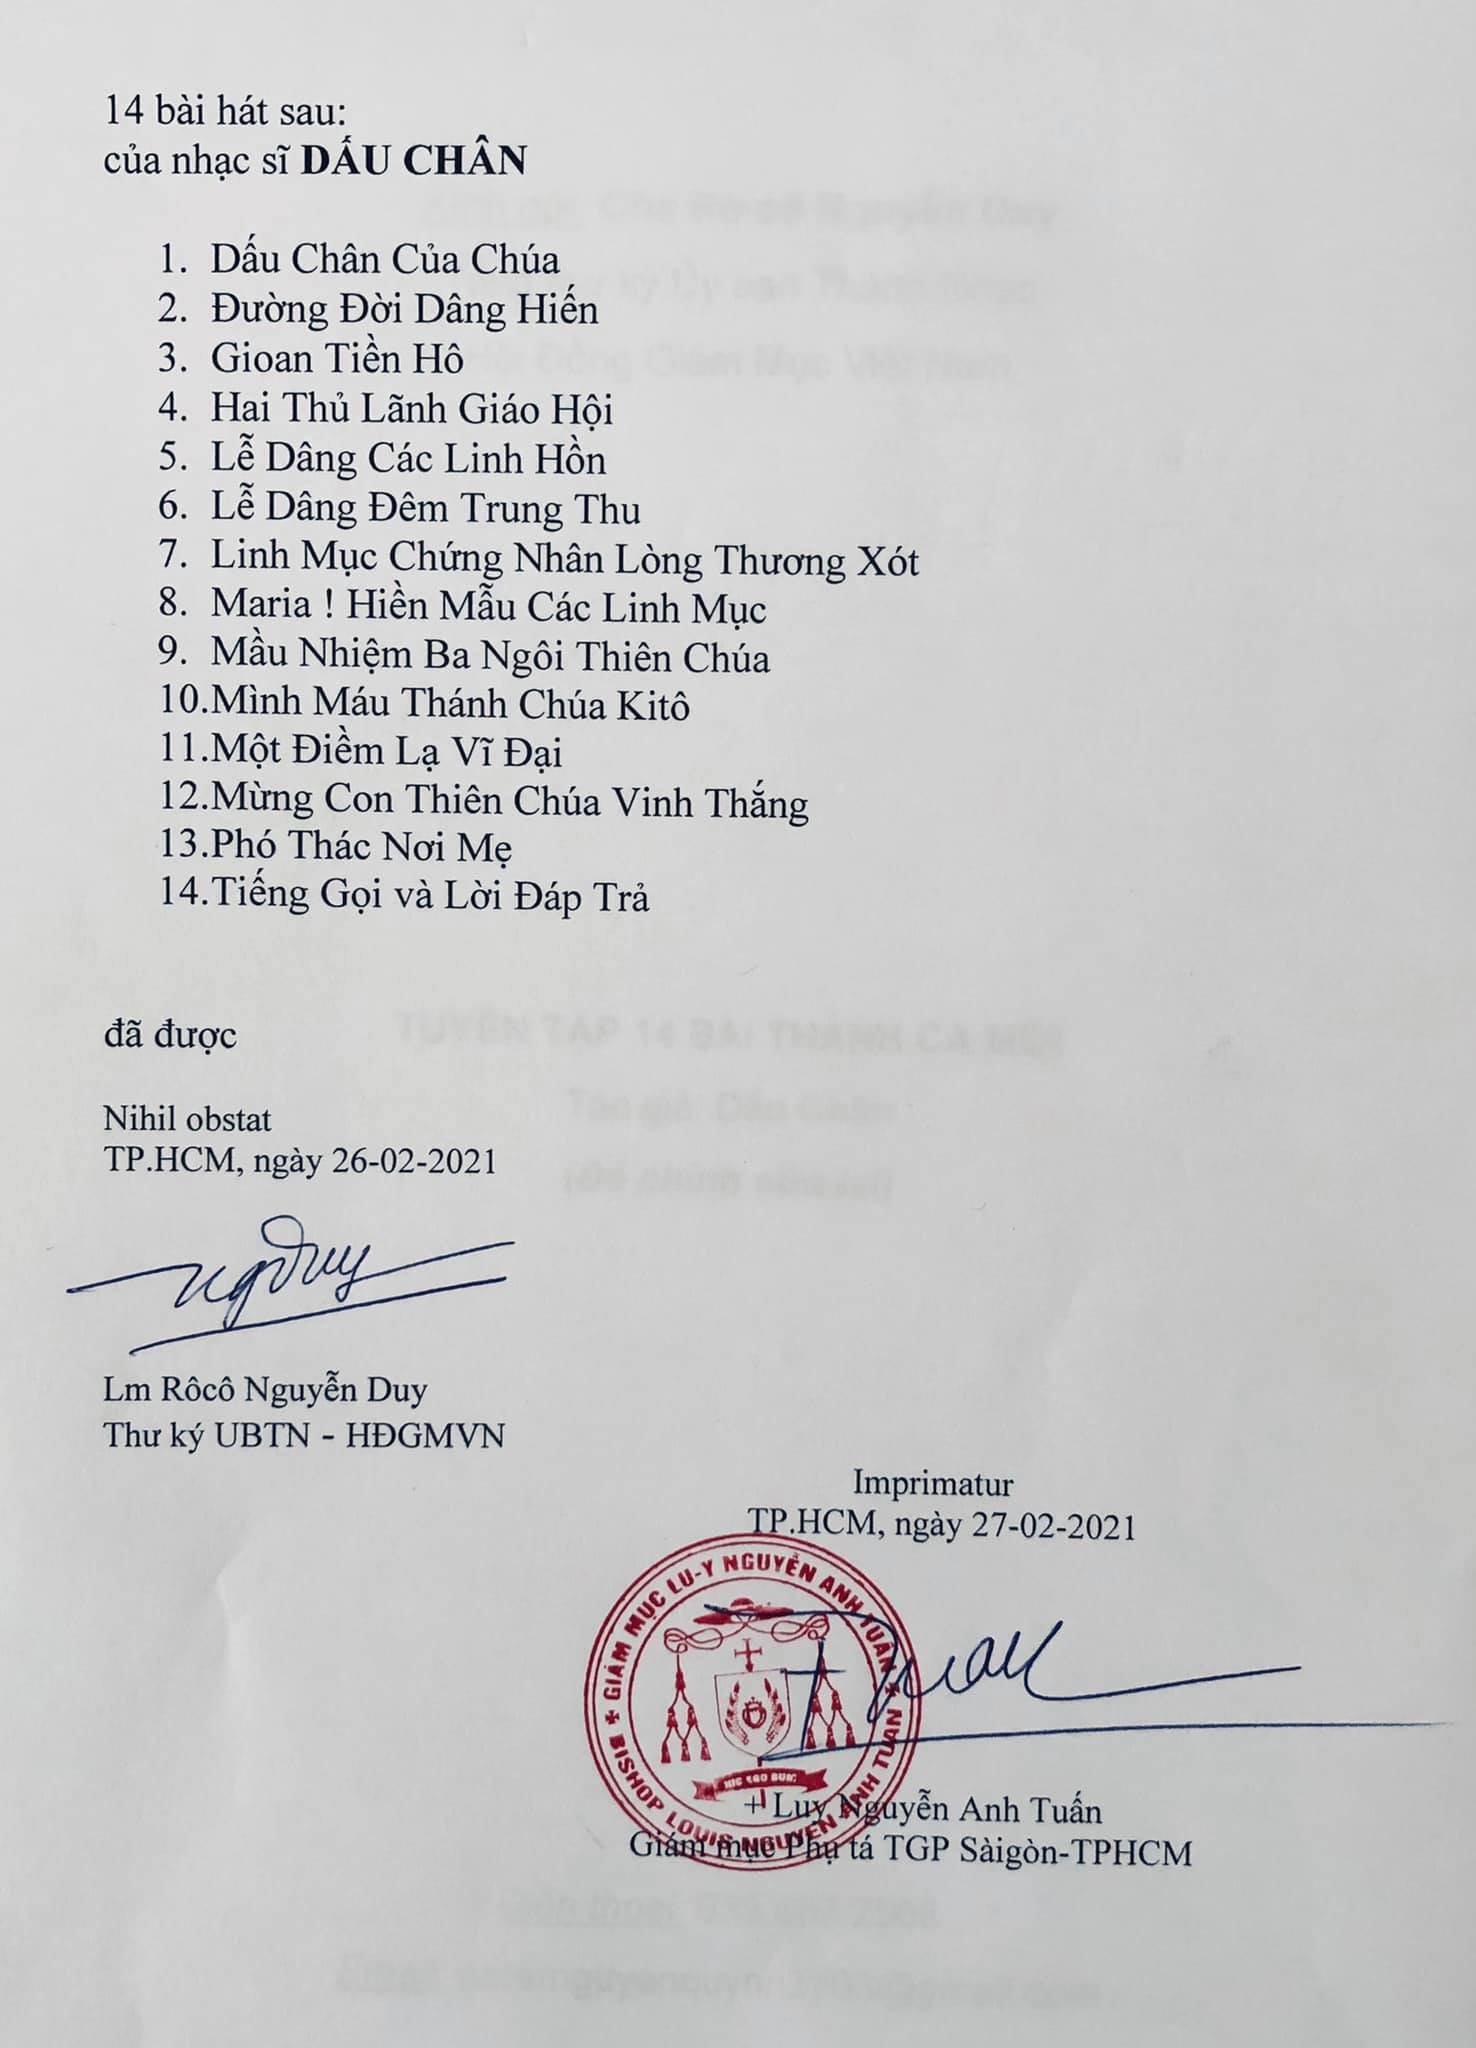 14 bài hát sau:
của nhạc sĩ DẤU CHÂN
1. Dấu Chân Của Chúa
2. Đường Đời Dâng Hiến
3. Gioan Tiền Hô
4. Hai Thủ Lãnh Giáo Hội
5. Lễ Dâng Các Linh Hồn
6. Lễ Dâng Đêm Trung Thu
7. Linh Mục Chứng Nhân Lòng Thương Xót
8. Maria ! Hiền Mẫu Các Linh Mục
9. Mầu Nhiệm Ba Ngôi Thiên Chúa
10.Mình Máu Thánh Chúa Kitô
11.Một Điềm Lạ Vĩ Đại
12.Mừng Con Thiên Chúa Vinh Thắng
13.Phó Thác Nơi Mẹ
14.Tiếng Gọi và Lời Đáp Trả
đã được
Nihil obstat
TP.HCM, ngày 26-02-2021
NgDuy
Lm Rôcô Nguyễn Duy
Thư ký UBTN - HĐGMVN
Imprimatur
TP.HCM, ngày 27-02-2021
GIÁM MỤC LU-Y NGUYỄN ANH TUẤN
BISHOP LOUIS NGUYEN ANH TUAN
Tuấn
+ Luy Nguyễn Anh Tuấn
Giám mục Phụ tá TGP Sàigòn-TPHCM